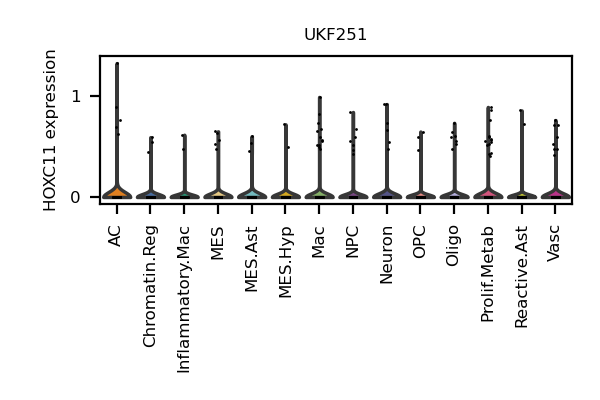 UKF251
HOXC11 expression
1
0
AC
Chromatin.Reg
Inflammatory.Mac
MES
MES.Ast
MES.Hyp
Mac
NPC
Neuron
OPC
Oligo
Prolif.Metab
Reactive.Ast
Vasc